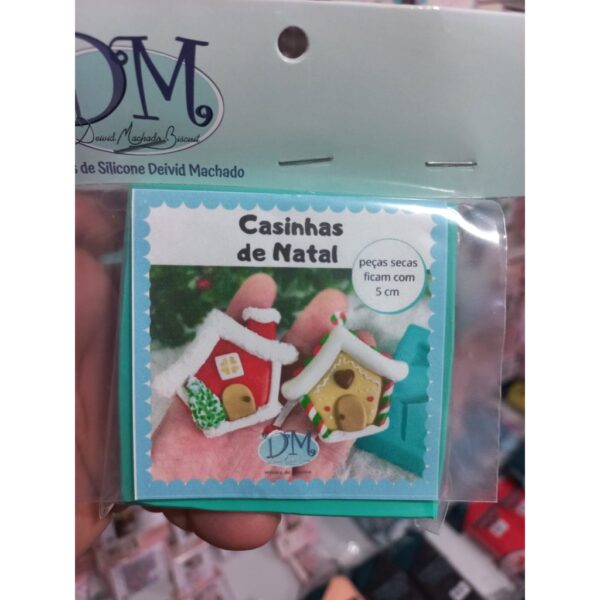 DM
Deivid Machado Biscuit
s de Silicone Deivid Machado
Casinhas
de Natal
peças secas
ficam com
5 cm
DM